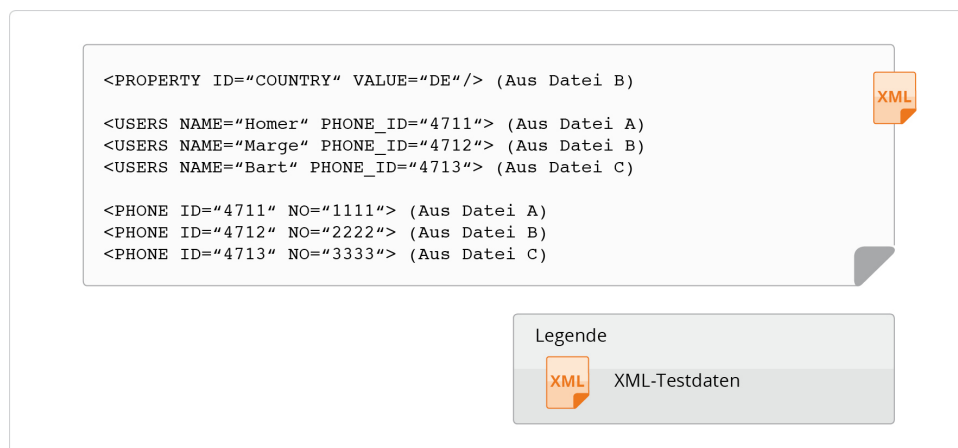 <PROPERTY ID=“COUNTRY“ VALUE=“DE“/> (Aus Datei B)
XML
<USERS NAME=“Homer“ PHONE_ID=“4711“> (Aus Datei A)
<USERS NAME=“Marge“ PHONE_ID=“4712“> (Aus Datei B)
<USERS NAME=“Bart“ PHONE_ID=“4713“> (Aus Datei C)
<PHONE ID=“4711“ NO=“1111“> (Aus Datei A)
<PHONE ID=“4712“ NO=“2222“> (Aus Datei B)
<PHONE ID=“4713“ NO=“3333“> (Aus Datei C)
Legende
XML XML-Testdaten